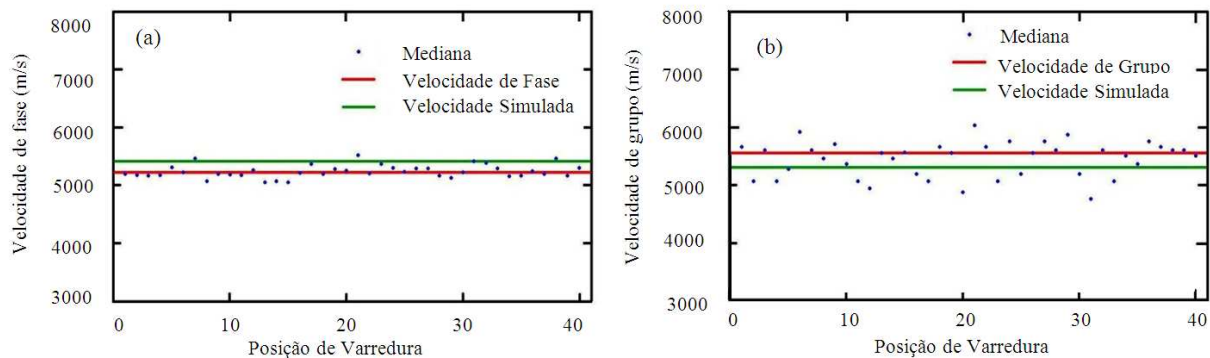 (a)
Mediana
Velocidade de Fase
Velocidade Simulada
Velocidade de fase (m/s)
8000
7000
6000
5000
4000
3000
0 10 20 30 40
Posição de Varredura
(b)
Mediana
Velocidade de Grupo
Velocidade Simulada
Velocidade de grupo (m/s)
8000
7000
6000
5000
4000
3000
0 10 20 30 40
Posição de Varredura